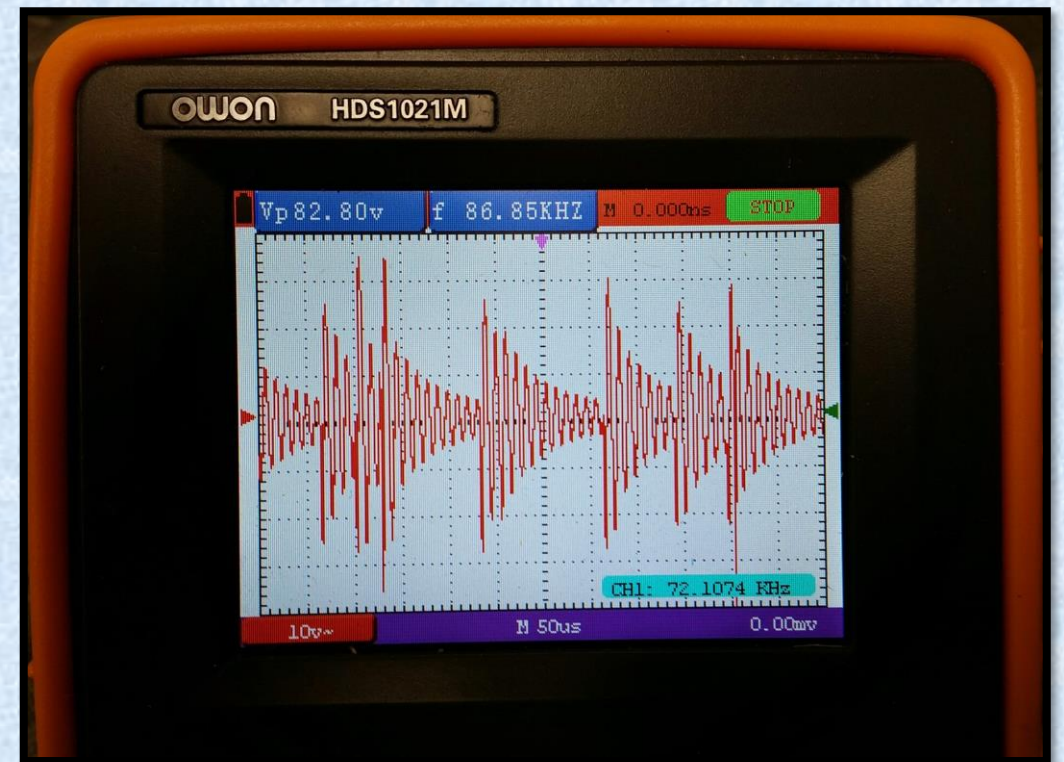 OWON HDS1021M
Vp82.80v f 86.85KHZ M 0.000ns STOP
CH1: 72.1074 KHz
10v~ M 50us 0.00mv